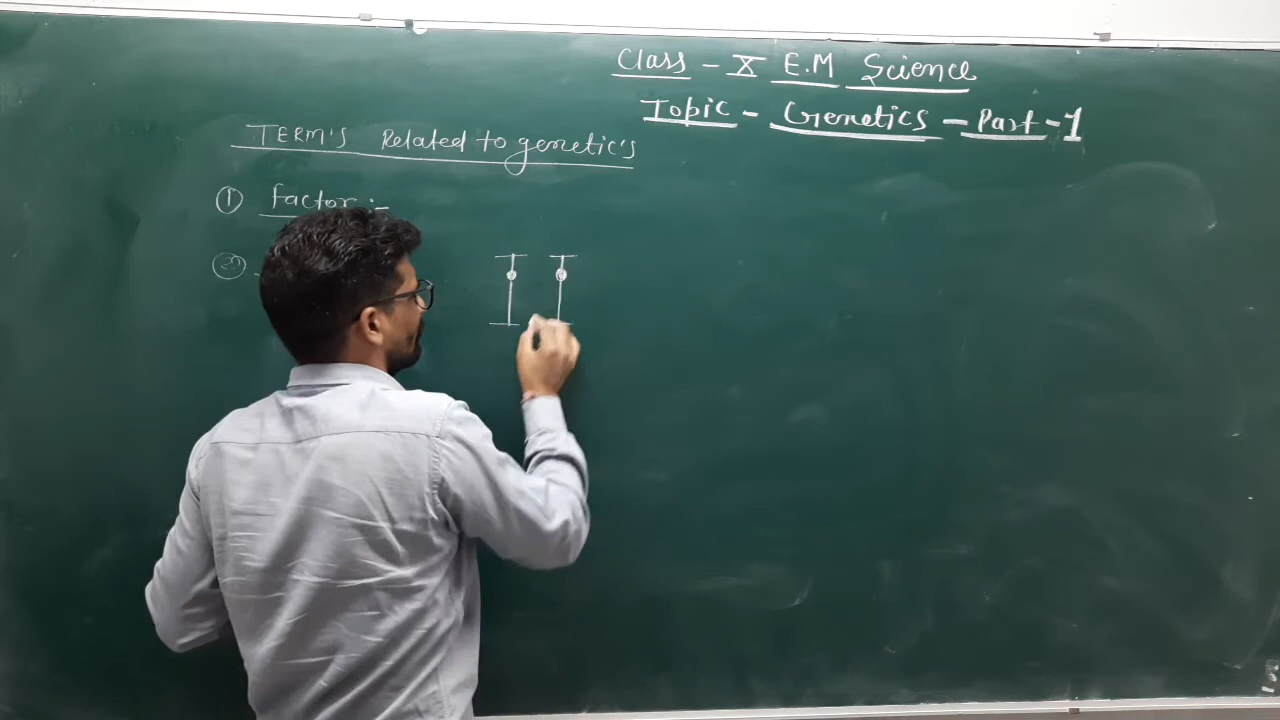 Class - X E.M Science
Topic - Genetics - Part - 1
TERM'S Related to genetic's
① factor :-
②